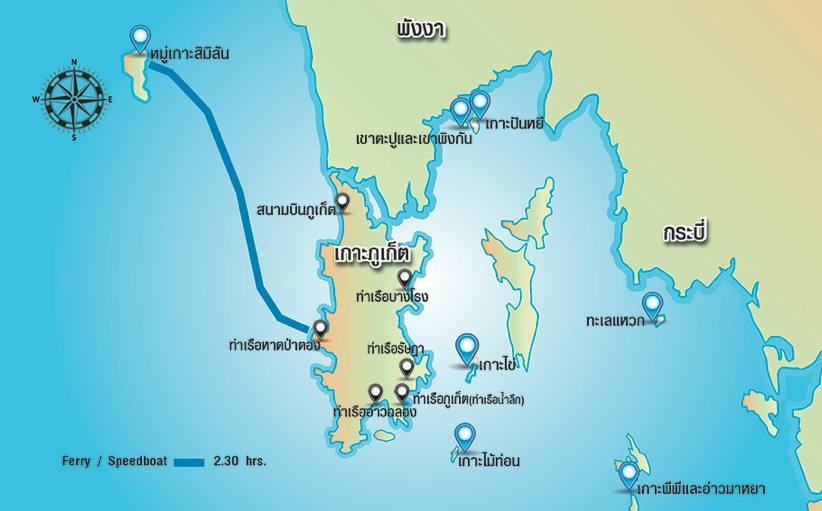 พังงา
หมู่เกาะสิมิลัน
N
W E
S
เกาะปันหยี
เขาตะปูและเขาพิงกัน
สนามบินภูเก็ต
กระบี่
เกาะภูเก็ต
ท่าเรือบางโรง
ทะเลแหวก
ท่าเรือหาดป่าตอง
ท่าเรือรัษฎา
เกาะไข่
ท่าเรือภูเก็ต(ท่าเรือน้ำลึก)
ท่าเรืออ่าวฉลอง
Ferry / Speedboat 2.30 hrs.
เกาะไม้ท่อน
เกาะพีพีและอ่าวมาหยา